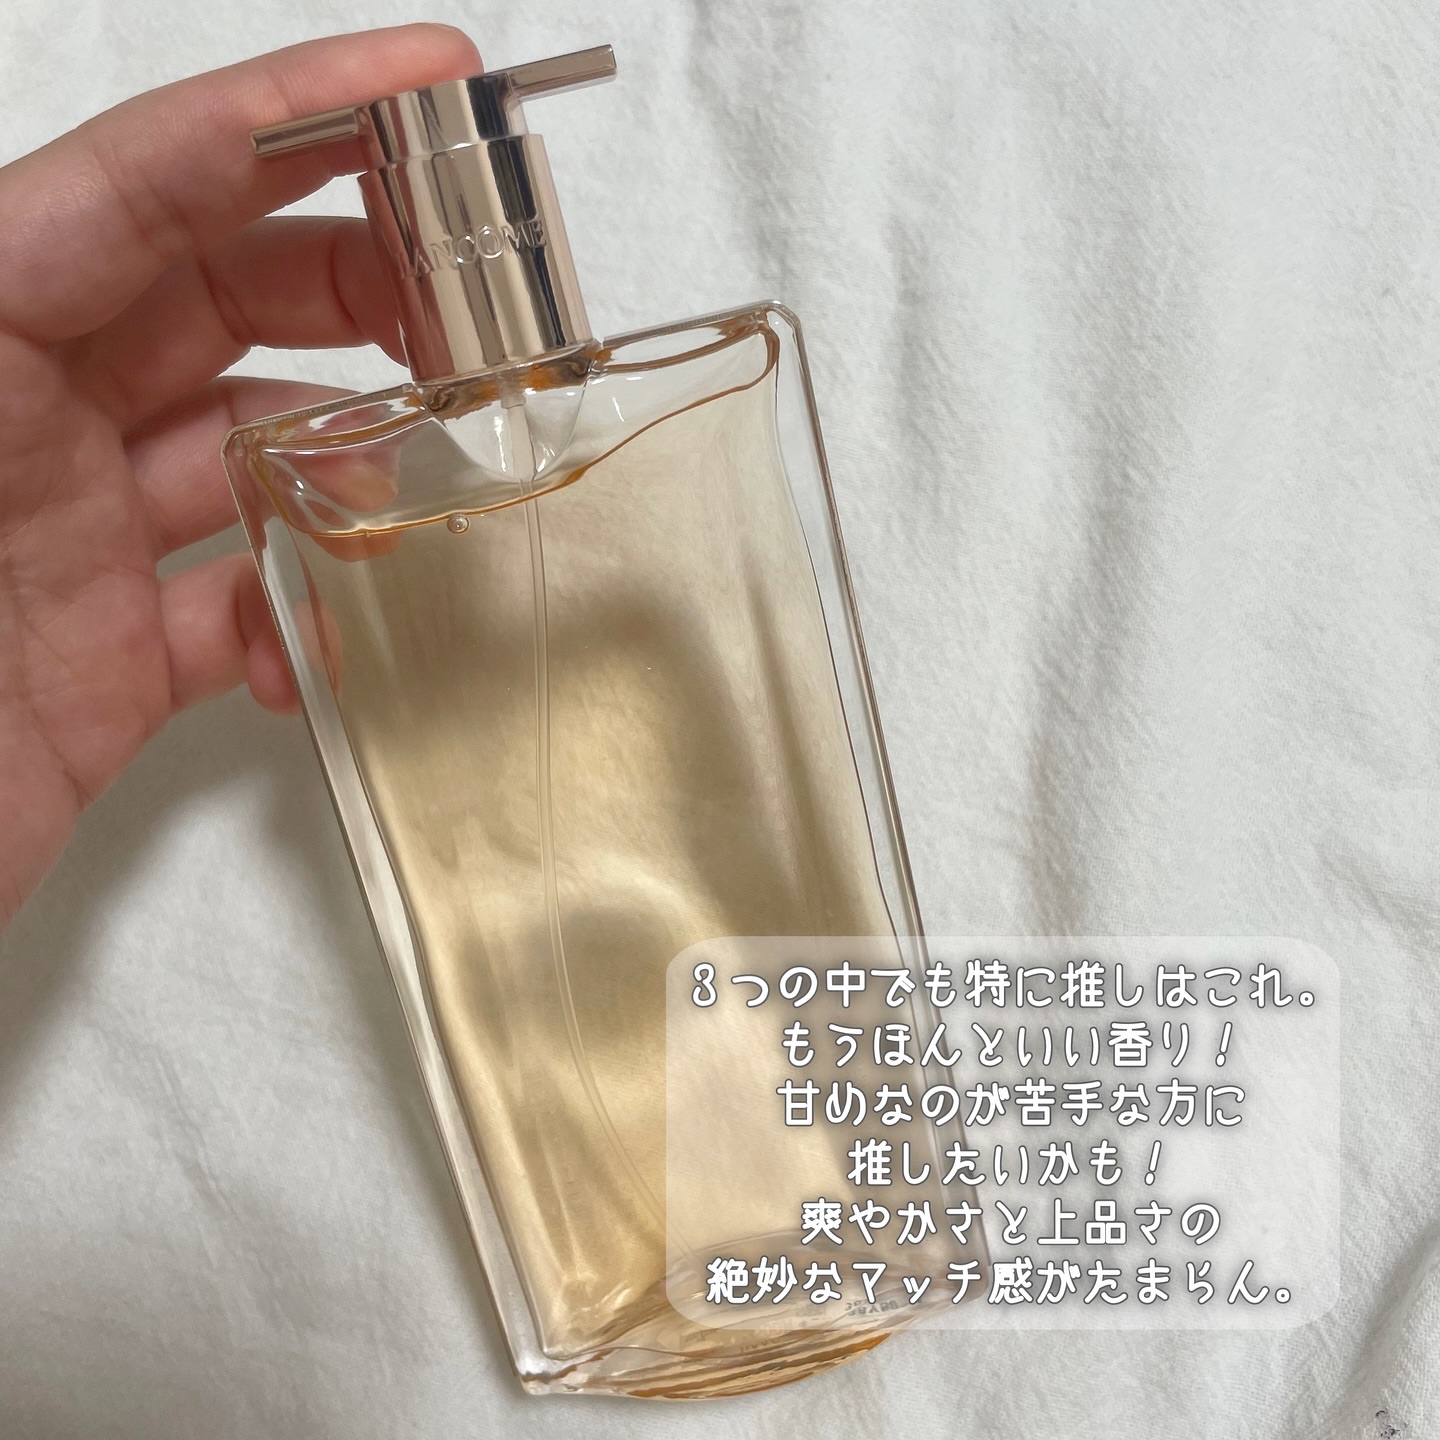 LANCOME
3つの中でも特に推しはこれ。
もうほんといい香り！
甘めなのが苦手な方に
推したいかも！
爽やかさと上品さの
絶妙なマッチ感がたまらん。